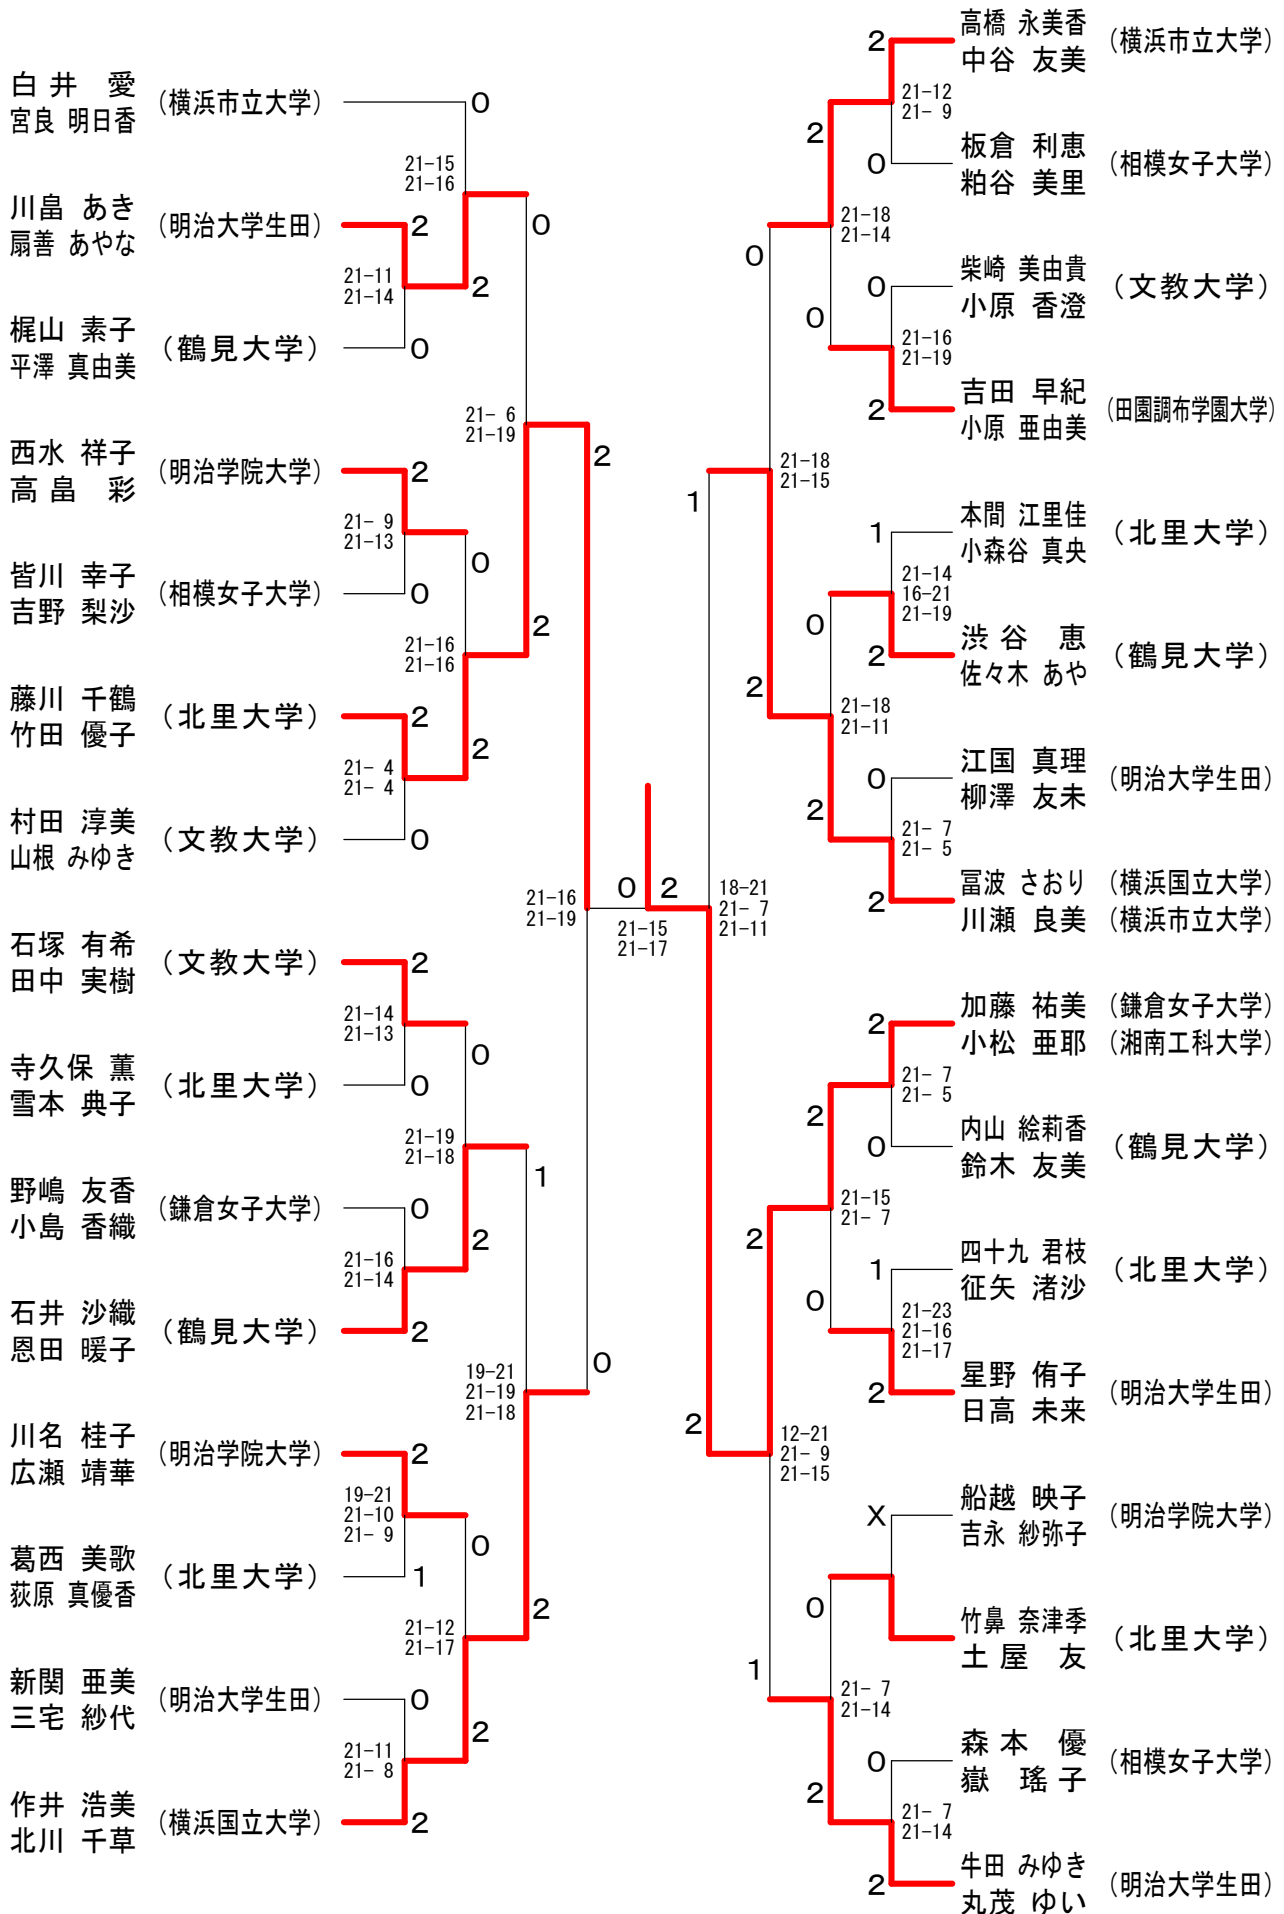 白井 愛
宮良 明日香
(横浜市立大学)
0
21-15
21-16
川畠 あき
扇善 あやな
(明治大学生田)
2
0
21-11
21-14
2
梶山 素子
平澤 真由美
(鶴見大学)
0
21- 6
21-19
2
西水 祥子
高畠 彩
(明治学院大学)
2
21- 9
21-13
0
皆川 幸子
吉野 梨沙
(相模女子大学)
0
2
21-16
21-16
藤川 千鶴
竹田 優子
(北里大学)
2
2
21- 4
21- 4
村田 淳美
山根 みゆき
(文教大学)
0
21-16
21-19
0
2
21-15
21-17
石塚 有希
田中 実樹
(文教大学)
2
21-14
21-13
0
寺久保 薫
雪本 典子
(北里大学)
0
21-19
21-18
1
野嶋 友香
小島 香織
(鎌倉女子大学)
0
2
21-16
21-14
石井 沙織
恩田 暖子
(鶴見大学)
2
0
19-21
21-19
21-18
川名 桂子
広瀬 靖華
(明治学院大学)
2
19-21
21-10
21- 9
0
葛西 美歌
荻原 真優香
(北里大学)
1
2
21-12
21-17
新関 亜美
三宅 紗代
(明治大学生田)
0
2
21-11
21- 8
作井 浩美
北川 千草
(横浜国立大学)
2
2
高橋 永美香
中谷 友美
(横浜市立大学)
21-12
21- 9
2
0
板倉 利恵
粕谷 美里
(相模女子大学)
21-18
21-14
0
0
柴崎 美由貴
小原 香澄
(文教大学)
0
21-16
21-19
2
吉田 早紀
小原 亜由美
(田園調布学園大学)
21-18
21-15
1
1
本間 江里佳
小森谷 真央
(北里大学)
21-14
16-21
21-19
0
2
渋谷 恵
佐々木 あや
(鶴見大学)
2
21-18
21-11
0
江国 真理
柳澤 友未
(明治大学生田)
2
21- 7
21- 5
2
冨波 さおり
川瀬 良美
(横浜国立大学)
(横浜市立大学)
18-21
21- 7
21-11
2
加藤 祐美
小松 亜耶
(鎌倉女子大学)
(湘南工科大学)
21- 7
21- 5
2
0
内山 絵莉香
鈴木 友美
(鶴見大学)
21-15
21- 7
2
1
四十九 君枝
征矢 渚沙
(北里大学)
0
21-23
21-16
21-17
2
星野 侑子
日高 未来
(明治大学生田)
2
12-21
21- 9
21-15
X
船越 映子
吉永 紗弥子
(明治学院大学)
0
竹鼻 奈津季
土屋 友
(北里大学)
1
21- 7
21-14
0
森本 優
嶽 瑤子
(相模女子大学)
2
21- 7
21-14
2
牛田 みゆき
丸茂 ゆい
(明治大学生田)